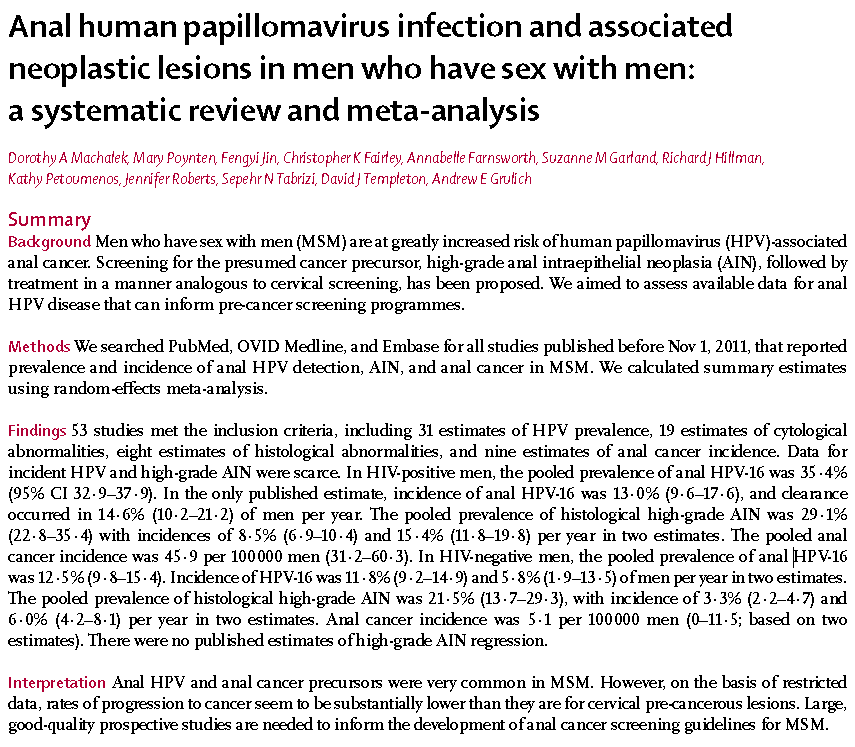 Anal human papillomavirus infection and associated
neoplastic lesions in men who have sex with men:
a systematic review and meta-analysis
Dorothy A Machalek, Mary Poynten, Fengyi Jin, Christopher K Fairley, Annabelle Farnsworth, Suzanne M Garland, Richard J Hillman,
Kathy Petoumenos, Jennifer Roberts, Sepehr N Tabrizi, David J Templeton, Andrew E Grulich
Summary
Background Men who have sex with men (MSM) are at greatly increased risk of human papillomavirus (HPV)-associated
anal cancer. Screening for the presumed cancer precursor, high-grade anal intraepithelial neoplasia (AIN), followed by
treatment in a manner analogous to cervical screening, has been proposed. We aimed to assess available data for anal
HPV disease that can inform pre-cancer screening programmes.
Methods We searched PubMed, OVID Medline, and Embase for all studies published before Nov 1, 2011, that reported
prevalence and incidence of anal HPV detection, AIN, and anal cancer in MSM. We calculated summary estimates
using random-effects meta-analysis.
Findings 53 studies met the inclusion criteria, including 31 estimates of HPV prevalence, 19 estimates of cytological
abnormalities, eight estimates of histological abnormalities, and nine estimates of anal cancer incidence. Data for
incident HPV and high-grade AIN were scarce. In HIV-positive men, the pooled prevalence of anal HPV-16 was 35·4%
(95% CI 32·9–37·9). In the only published estimate, incidence of anal HPV-16 was 13·0% (9·6–17·6), and clearance
occurred in 14·6% (10·2–21·2) of men per year. The pooled prevalence of histological high-grade AIN was 29·1%
(22·8–35·4) with incidences of 8·5% (6·9–10·4) and 15·4% (11·8–19·8) per year in two estimates. The pooled anal
cancer incidence was 45·9 per 100 000 men (31·2–60·3). In HIV-negative men, the pooled prevalence of anal HPV-16
was 12·5% (9·8–15·4). Incidence of HPV-16 was 11·8% (9·2–14·9) and 5·8% (1·9–13·5) of men per year in two estimates.
The pooled prevalence of histological high-grade AIN was 21·5% (13·7–29·3), with incidence of 3·3% (2·2–4·7) and
6·0% (4·2–8·1) per year in two estimates. Anal cancer incidence was 5·1 per 100 000 men (0–11·5; based on two
estimates). There were no published estimates of high-grade AIN regression.
Interpretation Anal HPV and anal cancer precursors were very common in MSM. However, on the basis of restricted
data, rates of progression to cancer seem to be substantially lower than they are for cervical pre-cancerous lesions. Large,
good-quality prospective studies are needed to inform the development of anal cancer screening guidelines for MSM.